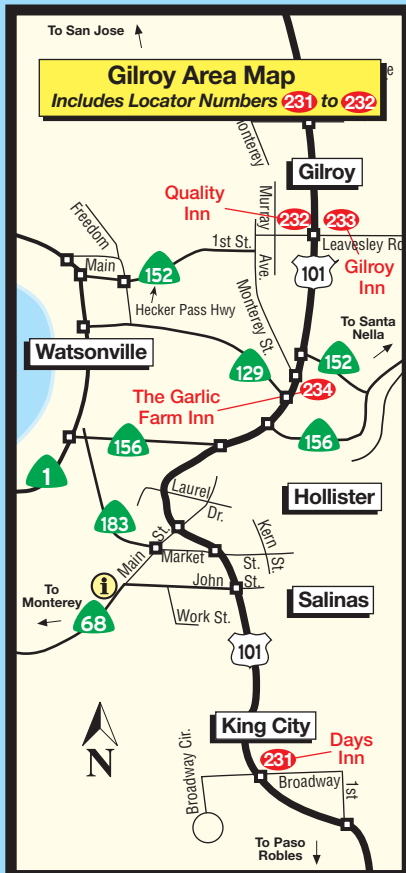 To San Jose
Gilroy Area Map
Includes Locator Numbers 231 to 232
Monterey
Gilroy
Quality
Inn
Murray
Ave.
232
233
Freedom
Main
1st St.
Leavesley Rd
152
101
Gilroy
Inn
Hecker Pass Hwy
Monterey St.
To Santa
Nella
Watsonville
129
152
The Garlic
Farm Inn
234
156
156
1
Laurel
Dr.
Hollister
183
Main St.
Kern St.
Market
St.
John
St.
Salinas
i
To
Monterey
68
Work St.
101
N
King City
Broadway Cir.
231
Days
Inn
Broadway
1st
To Paso
Robles